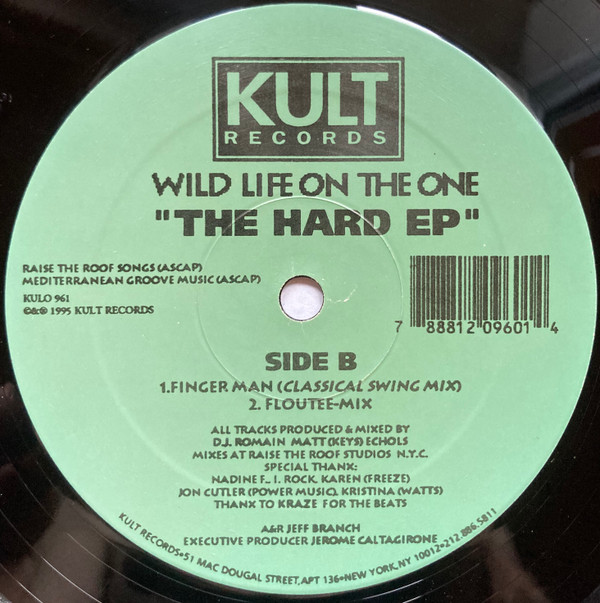 KULT
RECORDS
WILD LIFE ON THE ONE
"THE HARD EP"
RAISE THE ROOF SONGS (ASCAP)
MEDITERRANEAN GROOVE MUSIC (ASCAP)
KULO 961
©&℗ 1995 KULT RECORDS
7 88812 09601 4
SIDE B
1.FINGER MAN (CLASSICAL SWING MIX)
2. FLOUTEE-MIX
ALL TRACKS PRODUCED & MIXED BY
D.J. ROMAIN MATT (KEYS) ECHOLS
MIXES AT RAISE THE ROOF STUDIOS N.Y.C.
SPECIAL THANX:
NADINE F.. I. ROCK. KAREN (FREEZE)
JON CUTLER (POWER MUSIC). KRISTINA (WATTS)
THANX TO KRAZE FOR THE BEATS
A&R JEFF BRANCH
EXECUTIVE PRODUCER JEROME CALTAGIRONE
KULT RECORDS•51 MAC DOUGAL STREET, APT 136•NEW YORK, NY 10012•212.886.5811